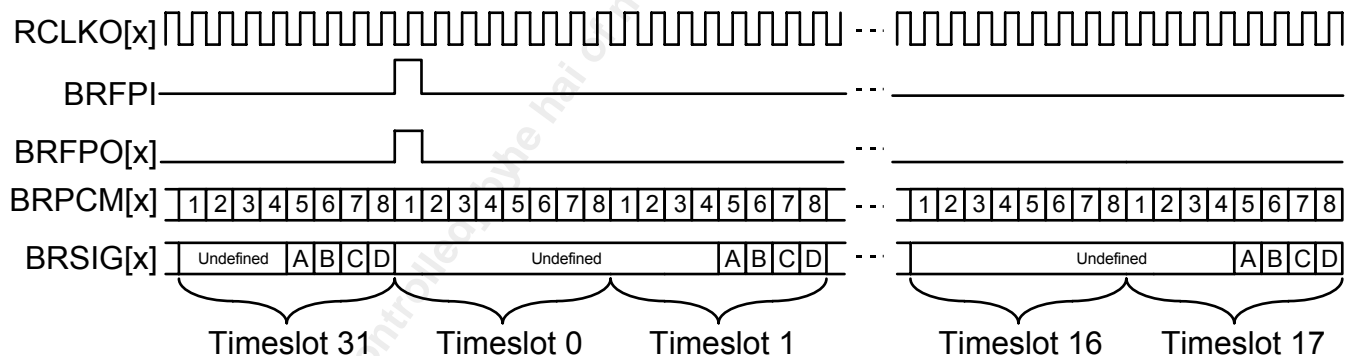 RCLKO[x]
BRFPI
BRFPO[x]
BRPCM[x] 1 2 3 4 5 6 7 8 1 2 3 4 5 6 7 8 1 2 3 4 5 6 7 8 1 2 3 4 5 6 7 8 1 2 3 4 5 6 7 8
BRSIG[x] Undefined A B C D Undefined A B C D Undefined A B C D
Timeslot 31 Timeslot 0 Timeslot 1 Timeslot 16 Timeslot 17